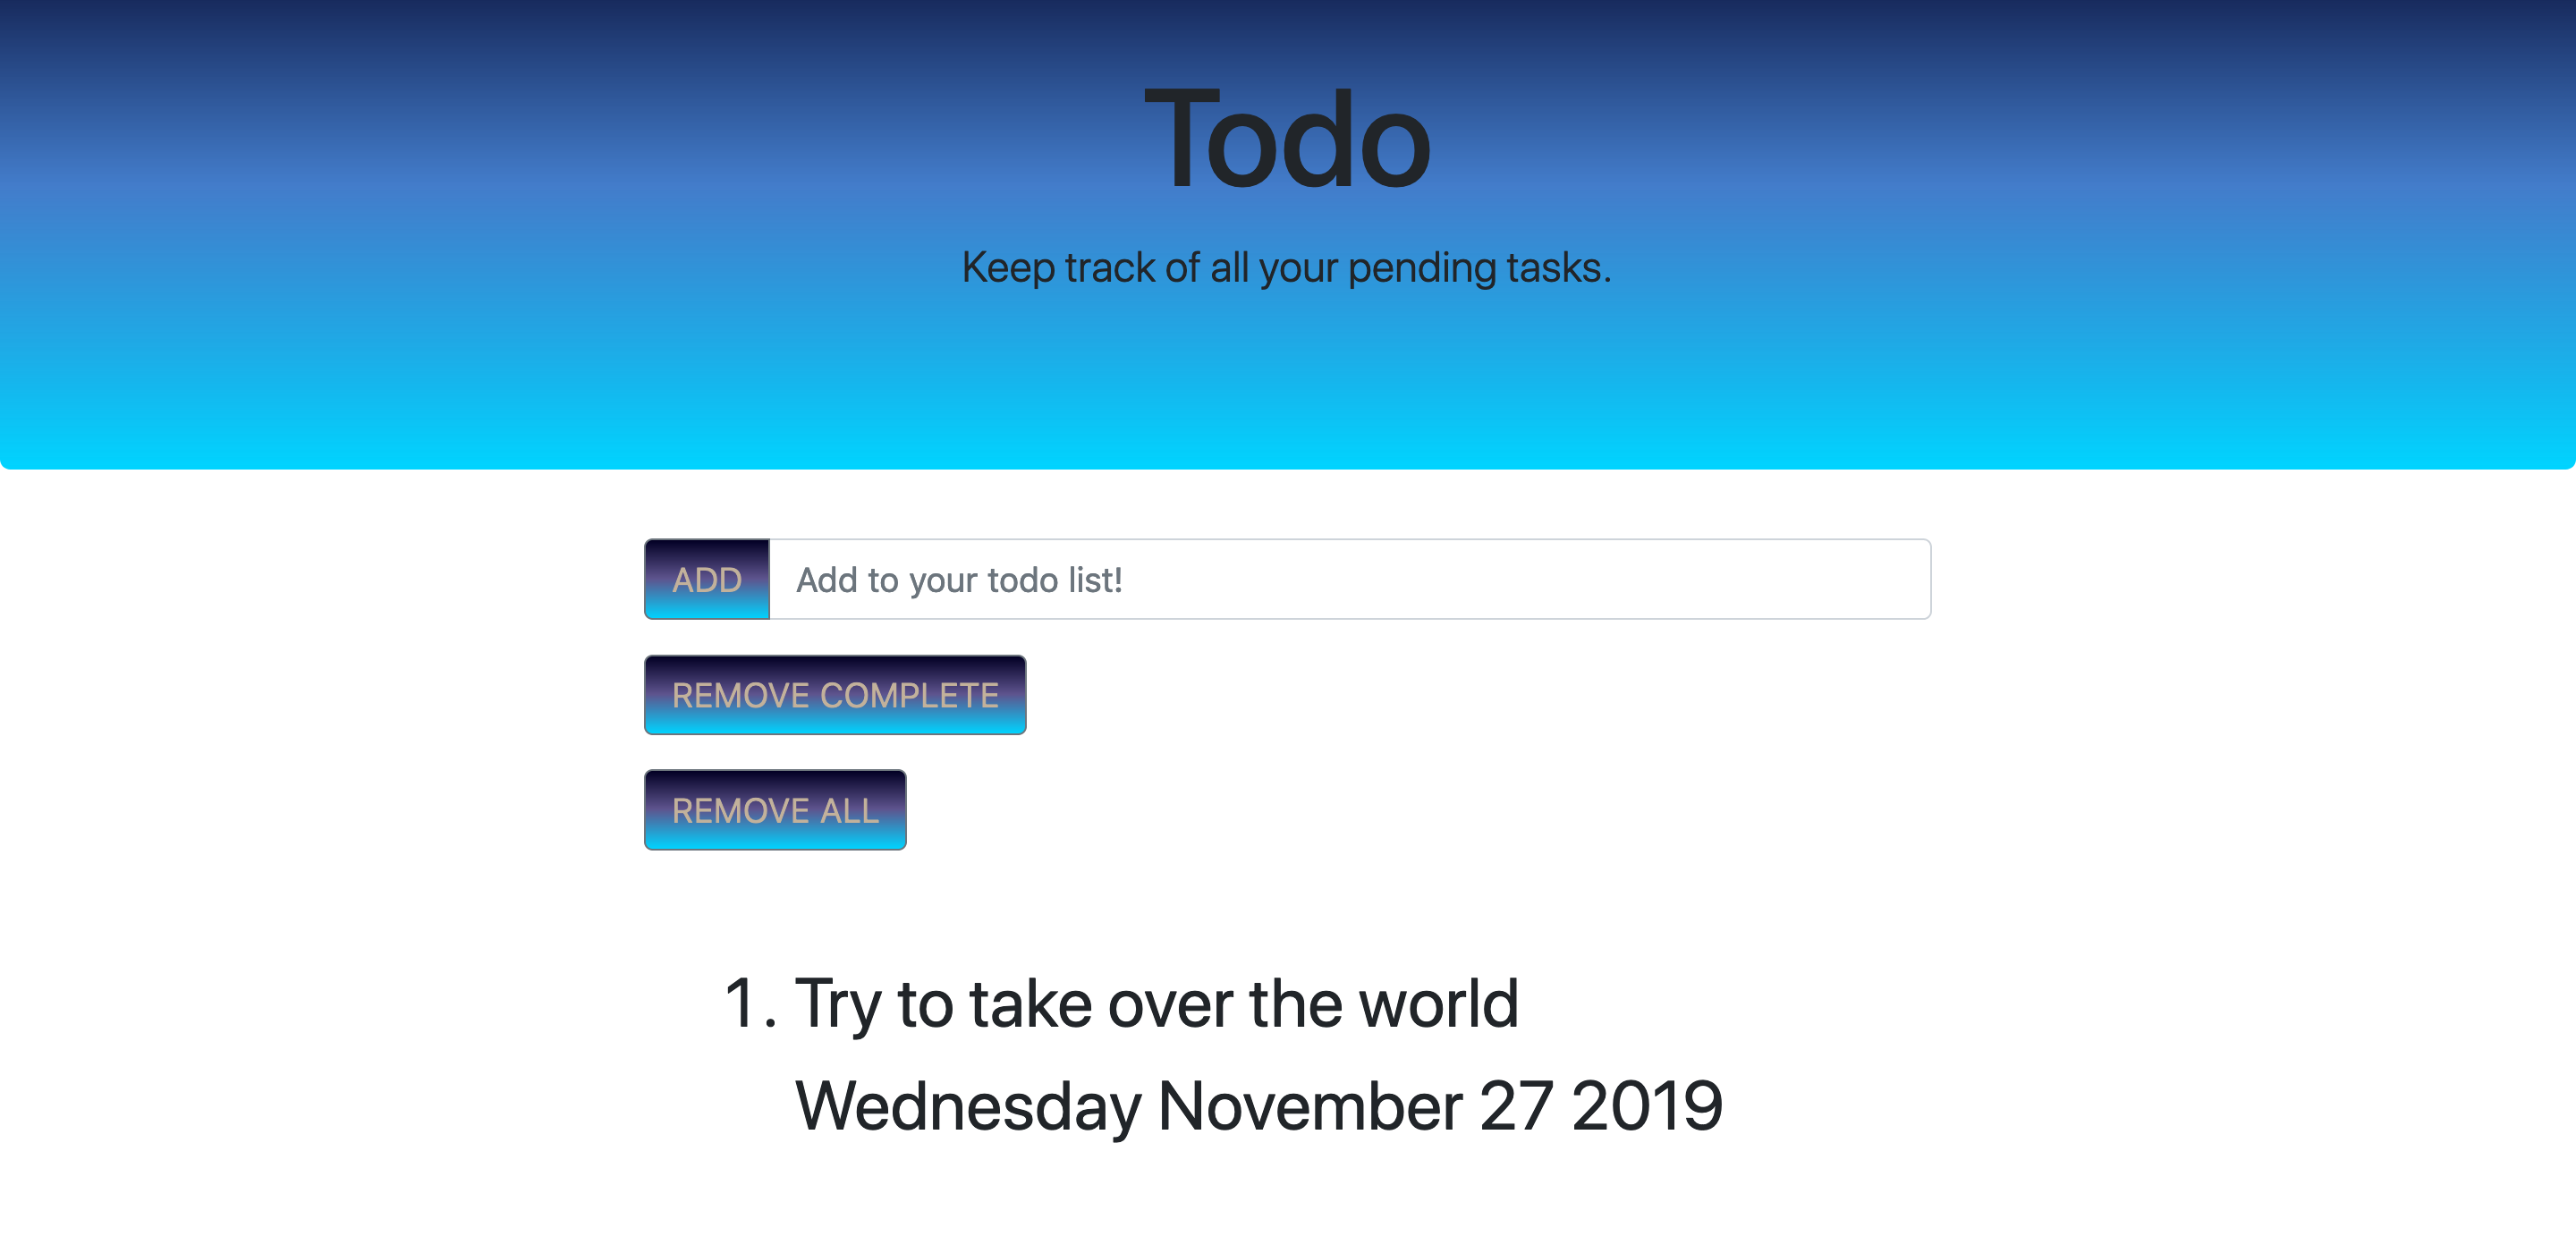 Todo
Keep track of all your pending tasks.
ADD Add to your todo list!
REMOVE COMPLETE
REMOVE ALL
1. Try to take over the world
Wednesday November 27 2019